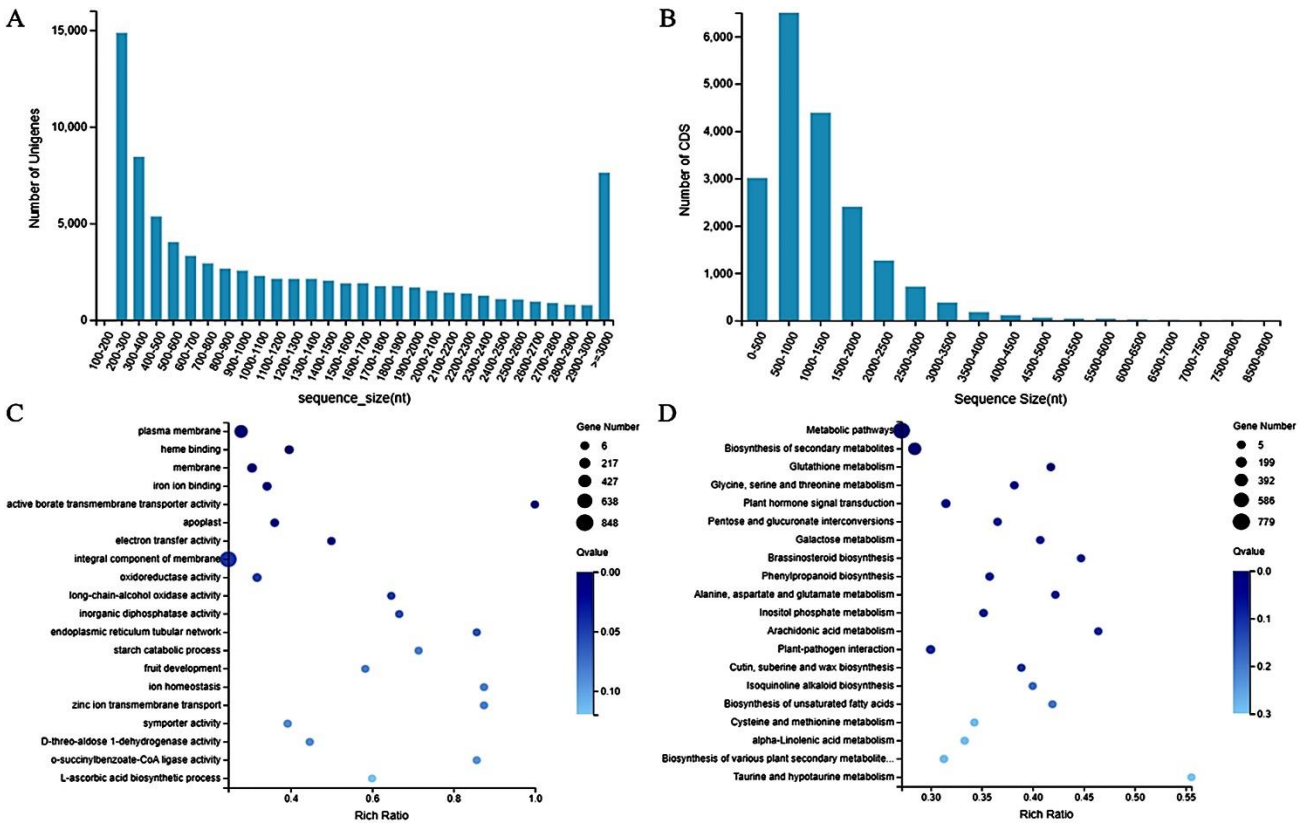 A
15,000
10,000
5,000
0
Number of Unigenes
100-200
200-300
300-400
400-500
500-600
600-700
700-800
800-900
900-1000
1000-1100
1100-1200
1200-1300
1300-1400
1400-1500
1500-1600
1600-1700
1700-1800
1800-1900
1900-2000
2000-2100
2100-2200
2200-2300
2300-2400
2400-2500
2500-2600
2600-2700
2700-2800
2800-2900
2900-3000
>=3000
sequence_size(nt)
B
6,000
5,000
4,000
3,000
2,000
1,000
0
Number of CDS
0-500
500-1000
1000-1500
1500-2000
2000-2500
2500-3000
3000-3500
3500-4000
4000-4500
4500-5000
5000-5500
5500-6000
6000-6500
6500-7000
7000-7500
7500-8000
8500-9000
Sequence Size(nt)
C
plasma membrane
heme binding
membrane
iron ion binding
active borate transmembrane transporter activity
apoplast
electron transfer activity
integral component of membrane
oxidoreductase activity
long-chain-alcohol oxidase activity
inorganic diphosphatase activity
endoplasmic reticulum tubular network
starch catabolic process
fruit development
ion homeostasis
zinc ion transmembrane transport
symporter activity
D-threo-aldose 1-dehydrogenase activity
o-succinylbenzoate-CoA ligase activity
L-ascorbic acid biosynthetic process
0.4
0.6
0.8
1.0
Rich Ratio
Gene Number
6
217
427
638
848
Qvalue
0.00
0.05
0.10
D
Metabolic pathways
Biosynthesis of secondary metabolites
Glutathione metabolism
Glycine, serine and threonine metabolism
Plant hormone signal transduction
Pentose and glucuronate interconversions
Galactose metabolism
Brassinosteroid biosynthesis
Phenylpropanoid biosynthesis
Alanine, aspartate and glutamate metabolism
Inositol phosphate metabolism
Arachidonic acid metabolism
Plant-pathogen interaction
Cutin, suberine and wax biosynthesis
Isoquinoline alkaloid biosynthesis
Biosynthesis of unsaturated fatty acids
Cysteine and methionine metabolism
alpha-Linolenic acid metabolism
Biosynthesis of various plant secondary metabolite...
Taurine and hypotaurine metabolism
0.30
0.35
0.40
0.45
0.50
0.55
Rich Ratio
Gene Number
5
199
392
586
779
Qvalue
0.0
0.1
0.2
0.3